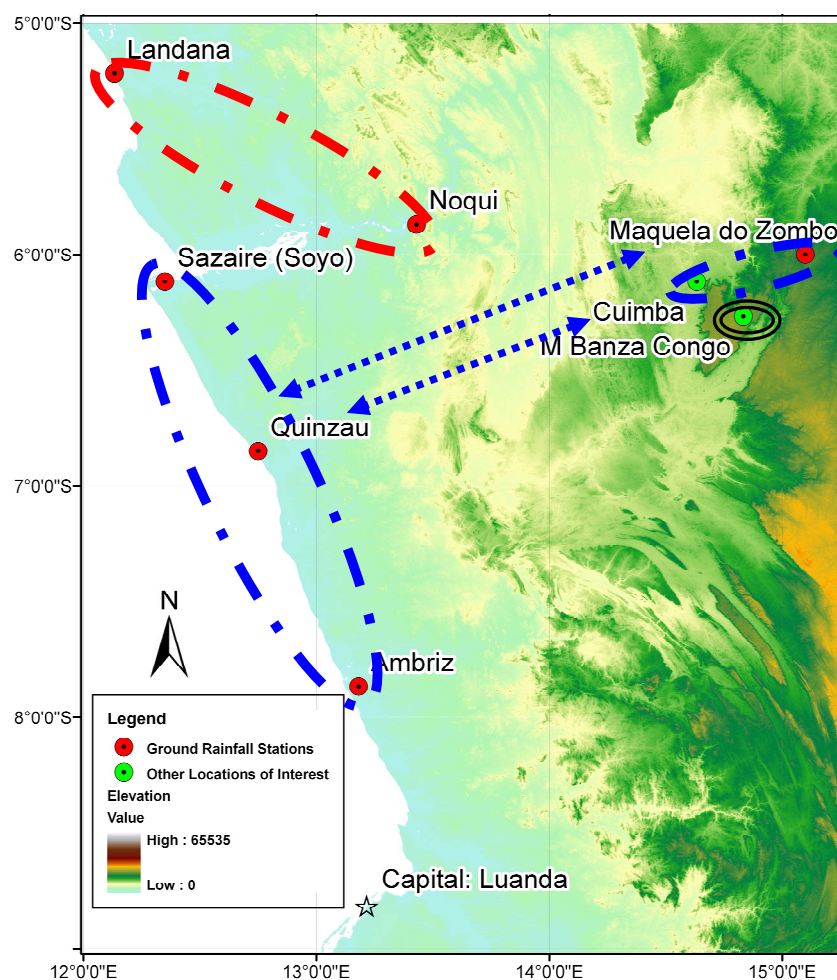 5°0'0"S
Landana
Noqui
Maquela do Zombo
6°0'0"S
Sazaire (Soyo)
Cuimba
M Banza Congo
Quinzau
7°0'0"S
N
Ambriz
8°0'0"S
Legend
Ground Rainfall Stations
Other Locations of Interest
Elevation
Value
High : 65535
Low : 0
Capital: Luanda
12°0'0"E
13°0'0"E
14°0'0"E
15°0'0"E